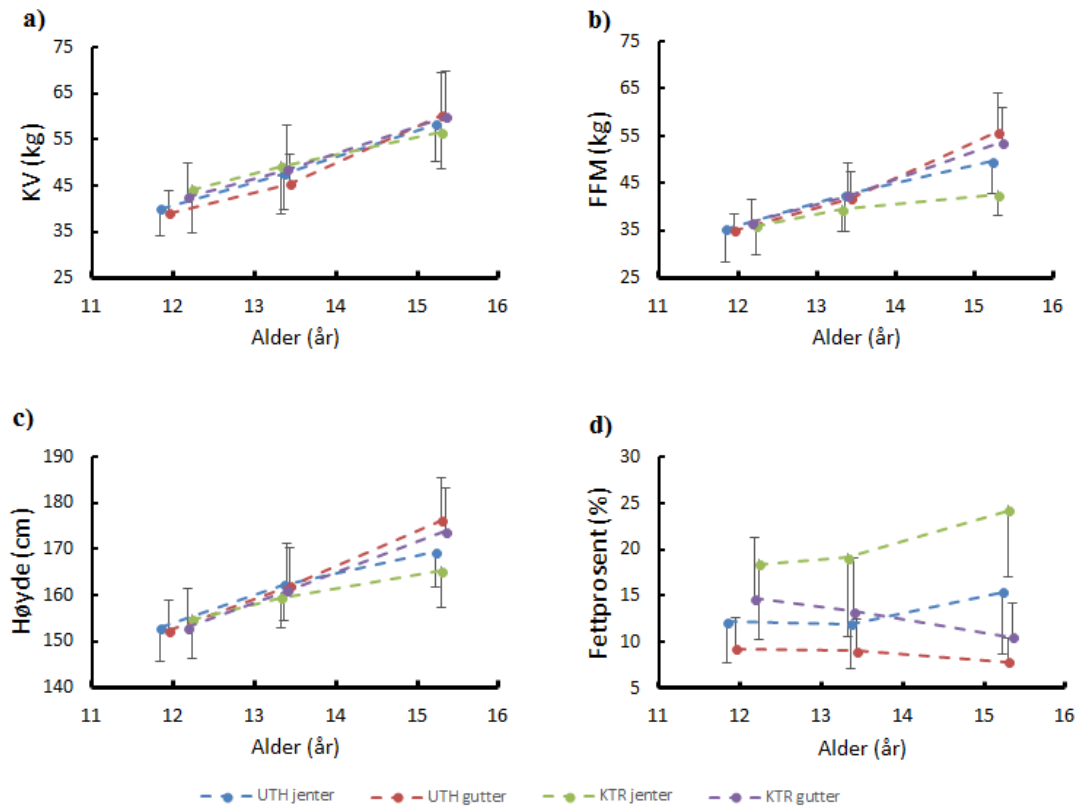 a)
KV (kg)
75
65
55
45
35
25
11 12 13 14 15 16
Alder (år)
b)
FFM (kg)
75
65
55
45
35
25
11 12 13 14 15 16
Alder (år)
c)
Høyde (cm)
190
180
170
160
150
140
11 12 13 14 15 16
Alder (år)
d)
Fettprosent (%)
30
25
20
15
10
5
11 12 13 14 15 16
Alder (år)
UTH jenter UTH gutter KTR jenter KTR gutter